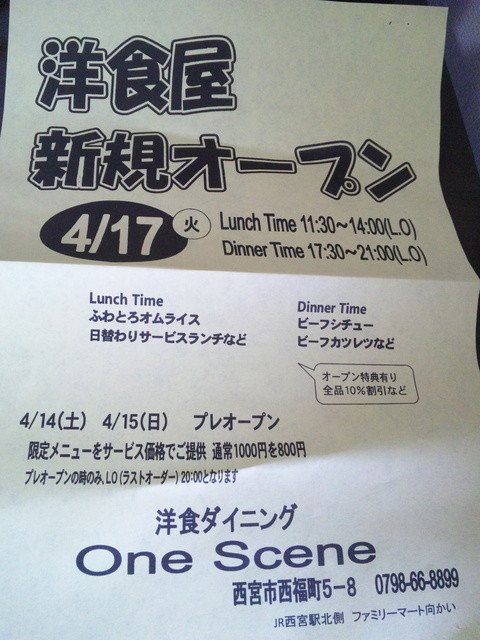 洋食屋
新規オープン
4/17 火 Lunch Time 11:30～14:00(L.O)
Dinner Time 17:30～21:00(L.O)
Lunch Time
ふわとろオムライス
日替わりサービスランチなど
Dinner Time
ビーフシチュー
ビーフカツレツなど
オープン特典有り
全品10％割引など
4/14(土) 4/15(日) プレオープン
限定メニューをサービス価格でご提供 通常1000円を800円
プレオープンの時のみ、LO(ラストオーダー) 20:00となります
洋食ダイニング
One Scene
西宮市西福町5－8 0798-66-8899
JR西宮駅北側 ファミリーマート向かい